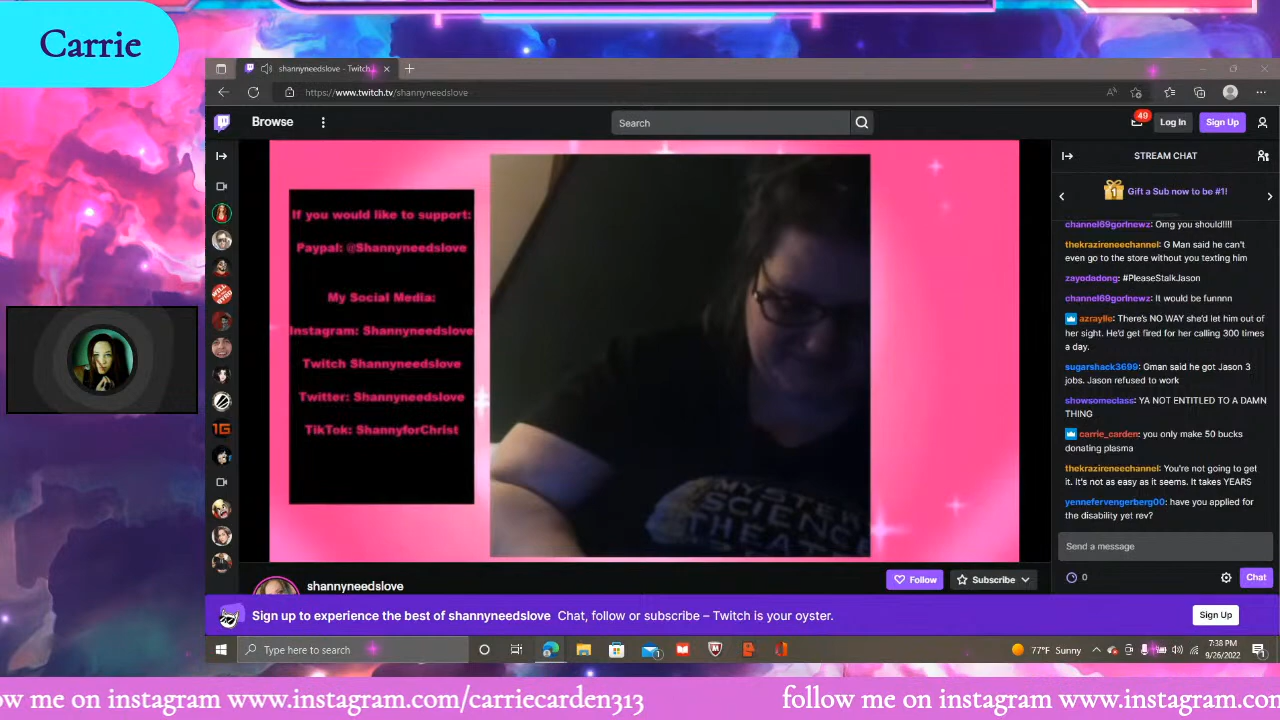 Carrie
shannyneedslove - Twitch
https://www.twitch.tv/shannyneedslove
Browse
Search
49
Log In
Sign Up
If you would like to support:
Paypal: @Shannyneedslove
My Social Media:
Instagram: Shannyneedslove
Twitch Shannyneedslove
Twitter: Shannyneedslove
TikTok: ShannyforChrist
MYSTERY
SCIENCE
THEATE
STREAM CHAT
1
Gift a Sub now to be #1!
channel69gorlnewz: Omg you should!!!!
thekrazireneechannel: G Man said he can't
even go to the store without you texting him
zayodadong: #PleaseStalkJason
channel69gorlnewz: It would be funnnn
azraylle: There's NO WAY she'd let him out of
her sight. He'd get fired for her calling 300 times
a day.
sugarshack3699: Gman said he got Jason 3
jobs. Jason refused to work
showsomeclass: YA NOT ENTITLED TO A DAMN
THING
carrie_carden: you only make 50 bucks
donating plasma
thekrazireneechannel: You're not going to get
it. It's not as easy as it seems. It takes YEARS
yennefervengerberg00: have you applied for
the disability yet rev?
Send a message
0
Chat
shannyneedslove
Follow
Subscribe
Sign up to experience the best of shannyneedslove Chat, follow or subscribe – Twitch is your oyster.
Sign Up
Type here to search
77°F Sunny
7:38 PM
9/26/2022
ow me on instagram www.instagram.com/carriecarden313
follow me on instagram www.instagram.con